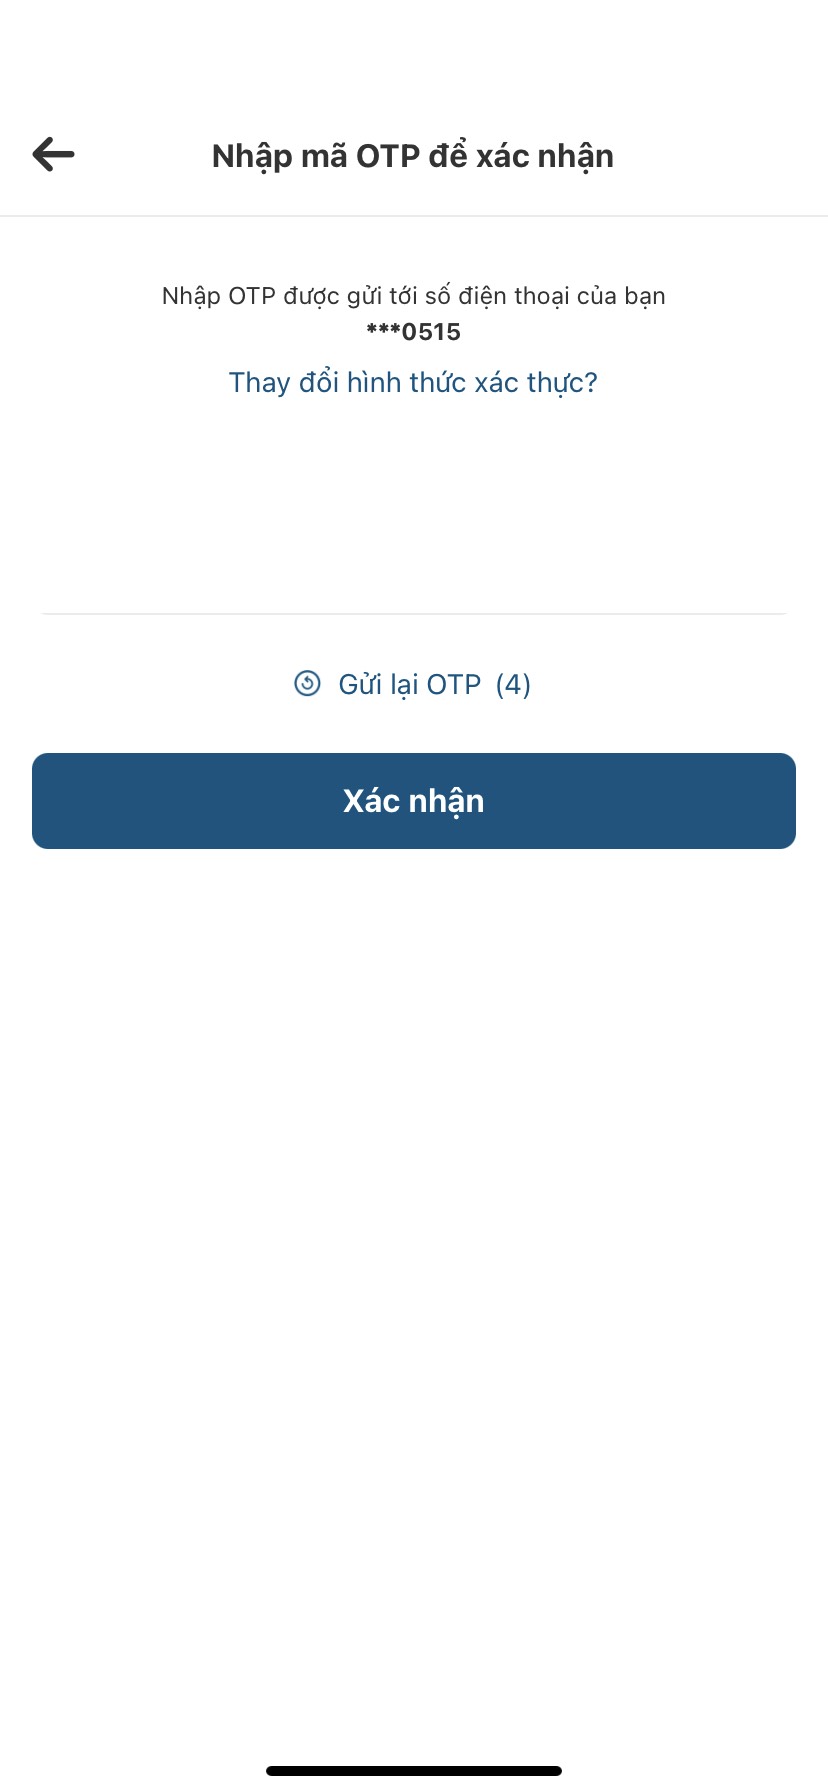 Nhập mã OTP để xác nhận
Nhập OTP được gửi tới số điện thoại của bạn
***0515
Thay đổi hình thức xác thực?
Gửi lại OTP (4)
Xác nhận